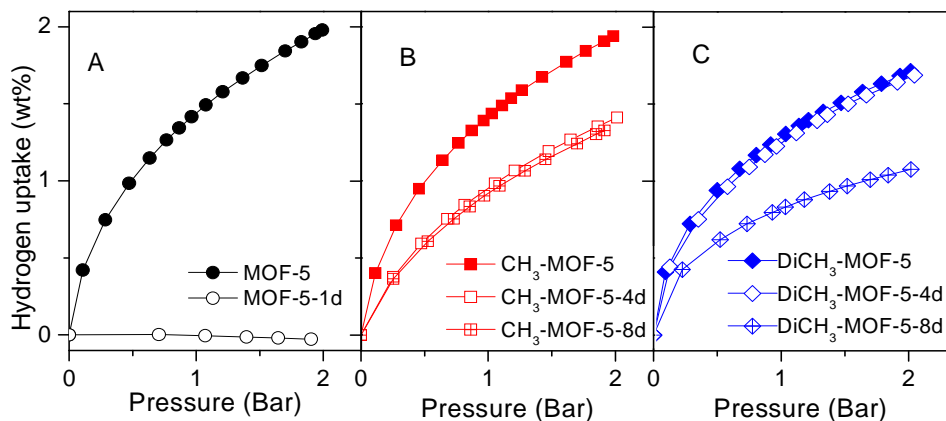 Hydrogen uptake (wt%)
2
1
0
A
MOF-5
MOF-5-1d
0
1
2
Pressure (Bar)
B
CH₃-MOF-5
CH₃-MOF-5-4d
CH₃-MOF-5-8d
0
1
2
Pressure (Bar)
C
DiCH₃-MOF-5
DiCH₃-MOF-5-4d
DiCH₃-MOF-5-8d
0
1
2
Pressure (Bar)